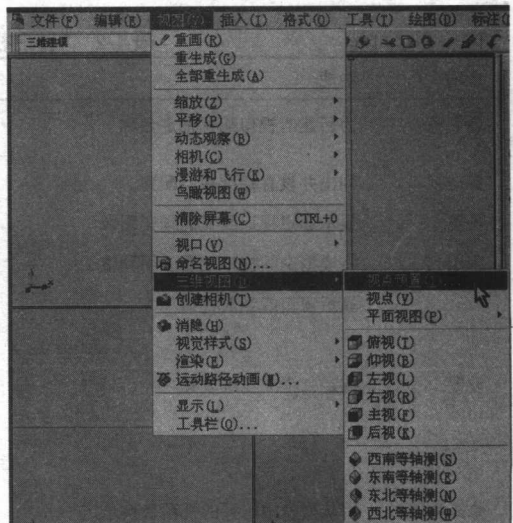 文件(F) 编辑(E) 视图(V) 插入(I) 格式(O) 工具(T) 绘图(D) 标注(
三维建模
重画(R)
重生成(G)
全部重生成(A)
缩放(Z)
平移(P)
动态观察(B)
相机(C)
漫游和飞行(K)
鸟瞰视图(W)
清除屏幕(C) CTRL+0
视口(V)
命名视图(N)...
三维视图(D)
视点预置(I)...
创建相机(T)
视点(V)
平面视图(P)
消隐(H)
视觉样式(S)
俯视(T)
渲染(E)
仰视(B)
运动路径动画(M)...
左视(L)
右视(R)
显示(L)
主视(F)
工具栏(O)...
后视(K)
西南等轴测(S)
东南等轴测(E)
东北等轴测(N)
西北等轴测(W)